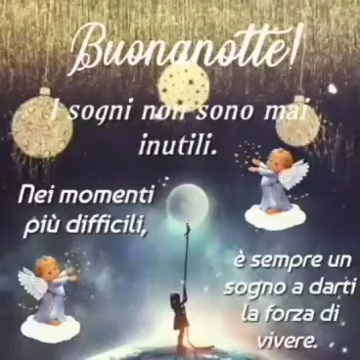 Buonanotte!
I sogni non sono mai
inutili.
Nei momenti
più difficili,
è sempre un
sogno a darti
la forza di
vivere.